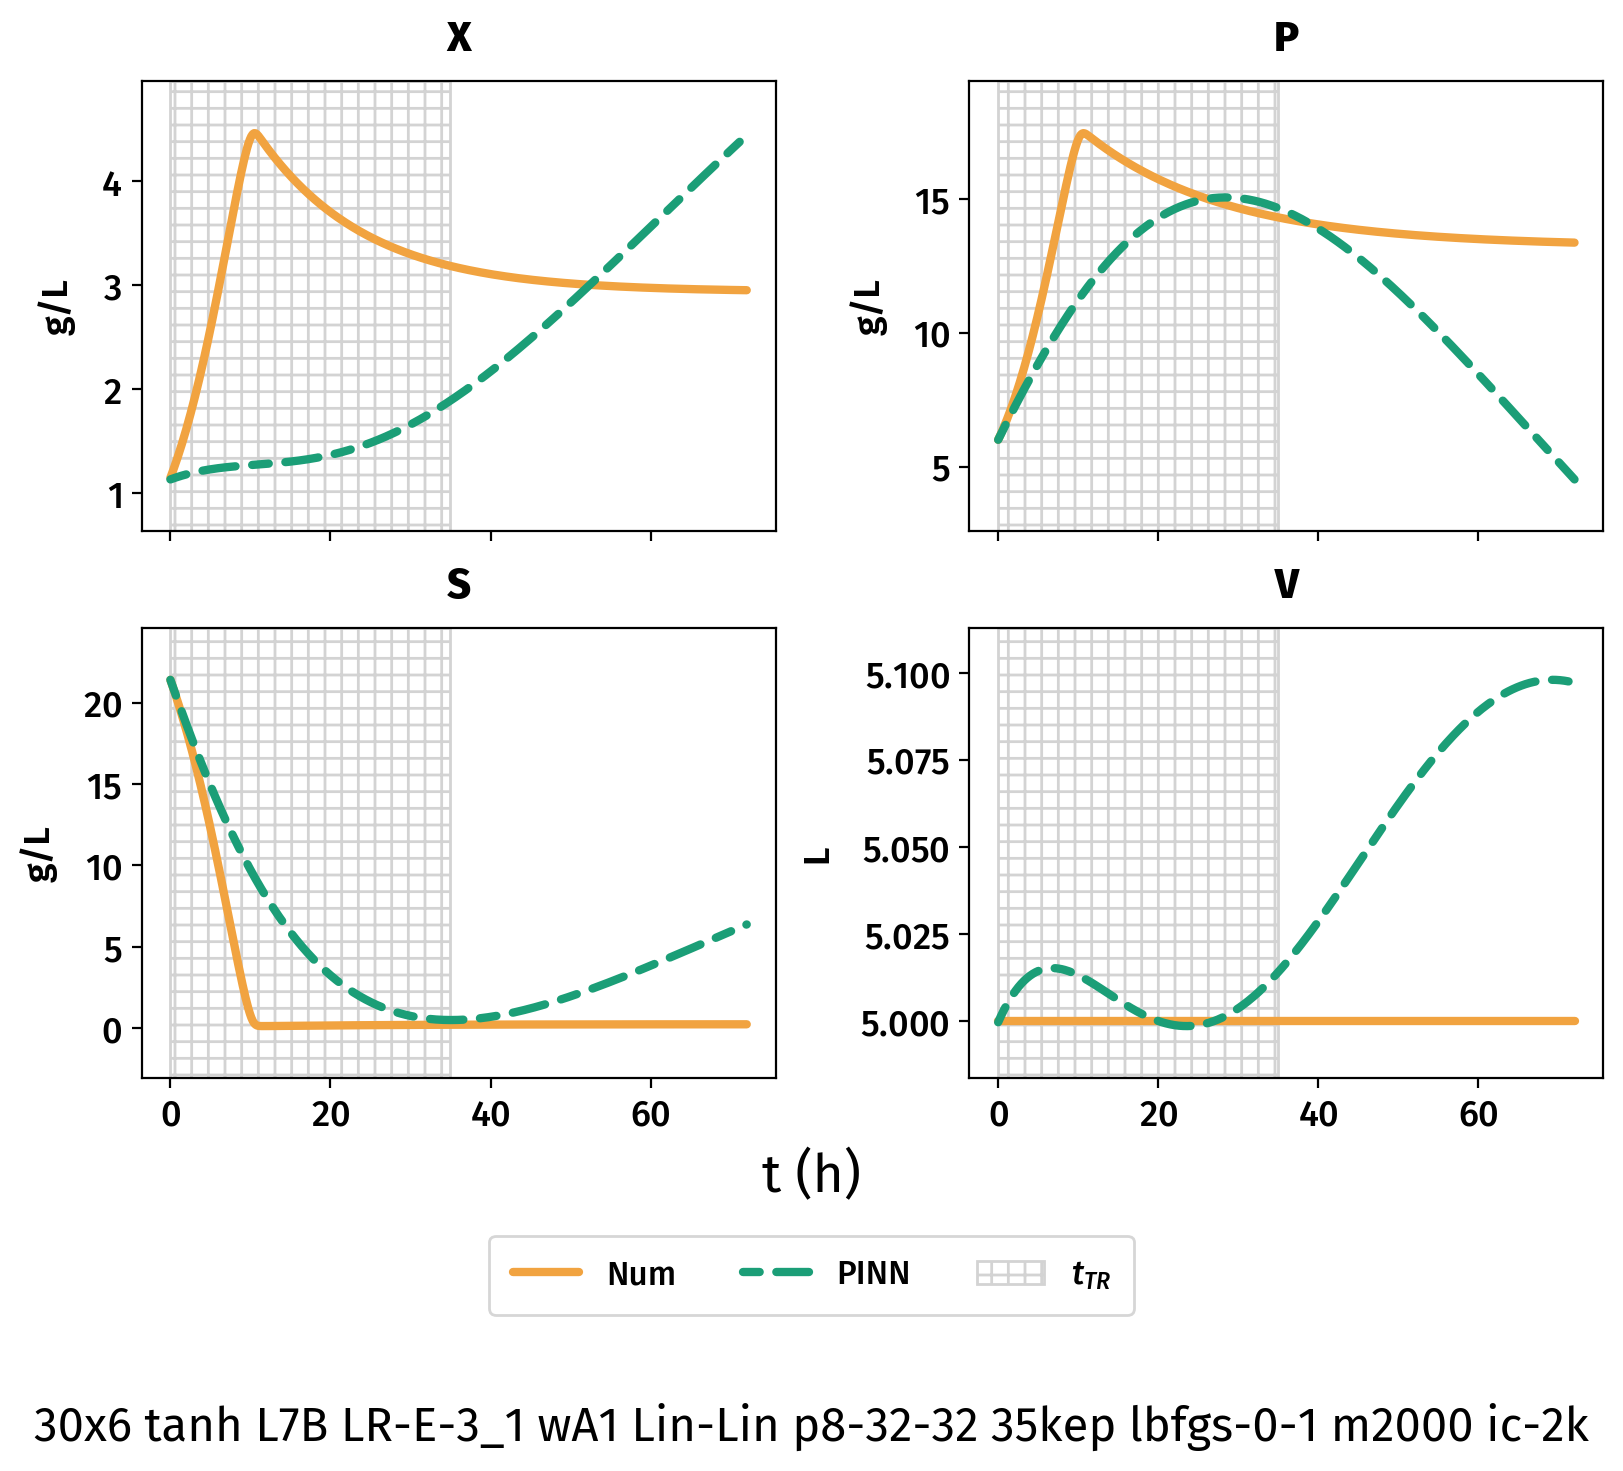 X
P
g/L
4
3
2
1
g/L
15
10
5
S
V
g/L
20
15
10
5
0
L
5.100
5.075
5.050
5.025
5.000
0 20 40 60
0 20 40 60
t (h)
Num PINN t_TR
30x6 tanh L7B LR-E-3_1 wA1 Lin-Lin p8-32-32 35kep lbfgs-0-1 m2000 ic-2k